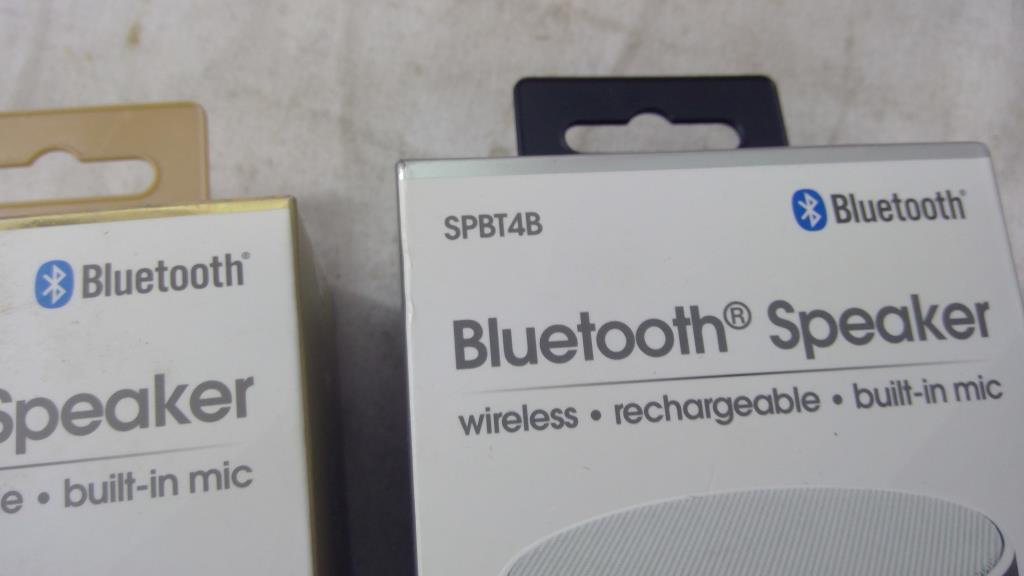 Bluetooth®
Speaker
e • built-in mic
SPBT4B
Bluetooth®
Bluetooth® Speaker
wireless • rechargeable • built-in mic